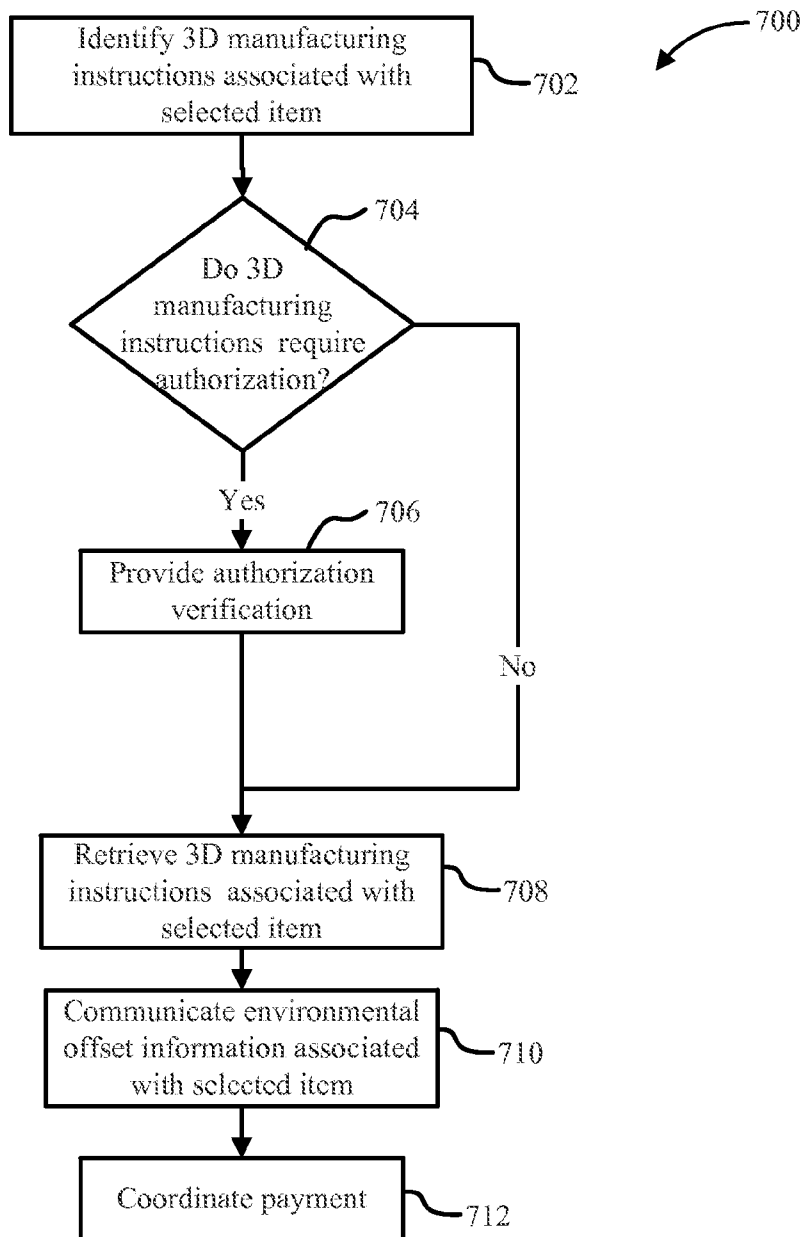 700
Identify 3D manufacturing
instructions associated with
selected item
702
704
Do 3D
manufacturing
instructions require
authorization?
Yes
706
Provide authorization
verification
No
Retrieve 3D manufacturing
instructions associated with
selected item
708
Communicate environmental
offset information associated
with selected item
710
Coordinate payment
712